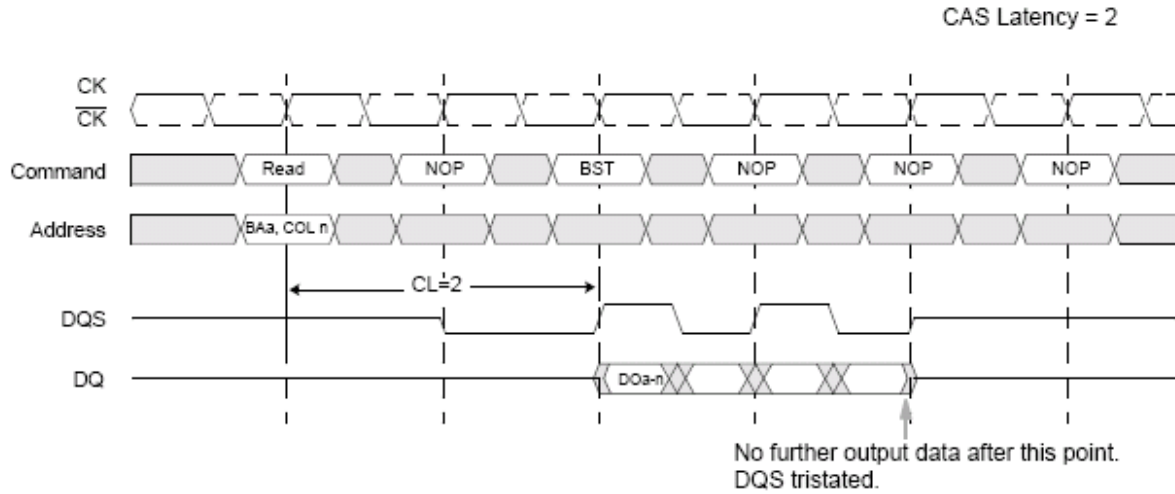 CAS Latency = 2
CK
CK
Command
Read
NOP
BST
NOP
NOP
NOP
Address
BAa, COL n
CL=2
DQS
DQ
DOa-n
No further output data after this point.
DQS tristated.